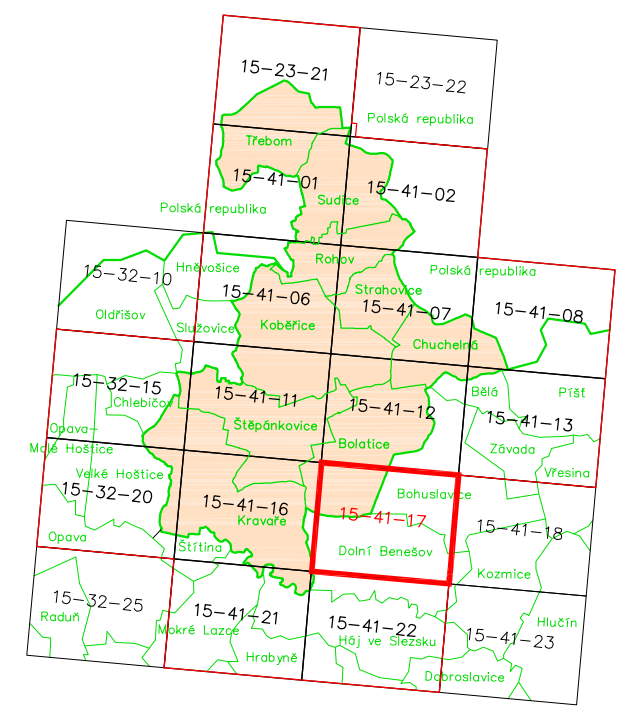 15-23-21
15-23-22
Polská republika
Třebom
15-41-01
15-41-02
Sudice
Polská republika
Rohov
Hněvošice
Polská republika
15-32-10
15-41-06
Strahovice
15-41-07
15-41-08
Oldřišov
Služovice
Kobeřice
Chuchelná
15-32-15
15-41-11
15-41-12
Bělá
Píšť
Chlebičov
15-41-13
Štěpánkovice
Opava-
Malé Hoštice
Bolatice
Závada
Velké Hoštice
Vřesina
15-32-20
15-41-16
Bohuslavice
Kravaře
15-41-17
15-41-18
Opava
Štítina
Dolní Benešov
Kozmice
15-32-25
15-41-21
15-41-22
Hlučín
Raduň
Mokré Lazce
Háj ve Slezsku
15-41-23
Hrabyně
Dobroslavice